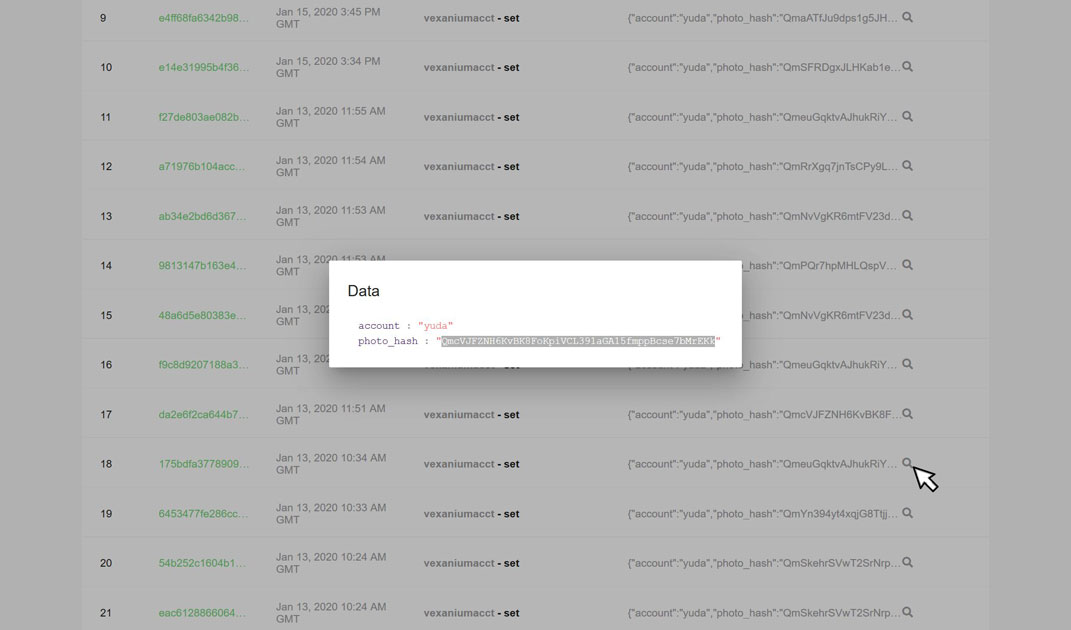 9 e4ff68fa6342b98... Jan 15, 2020 3:45 PM GMT vexaniumacct - set {"account":"yuda","photo_hash":"QmaATfJu9dps1g5JH...
10 e14e31995b4f36... Jan 15, 2020 3:34 PM GMT vexaniumacct - set {"account":"yuda","photo_hash":"QmSFRDgxJLHKab1e...
11 f27de803ae082b... Jan 13, 2020 11:55 AM GMT vexaniumacct - set {"account":"yuda","photo_hash":"QmeuGqktvAJhukRiY...
12 a71976b104acc... Jan 13, 2020 11:54 AM GMT vexaniumacct - set {"account":"yuda","photo_hash":"QmRrXgq7jnTsCPy9L...
13 ab34e2bd6d367... Jan 13, 2020 11:53 AM GMT vexaniumacct - set {"account":"yuda","photo_hash":"QmNvVgKR6mtFV23d...
14 9813147b163e4... Jan 13, 2020 11:53 AM GMT _hash":"QmPQr7hpMHLQspV...
Data
account : "yuda"
photo_hash : "QmcVJFZNH6KvBK8FoKpiVCL391aGA15fmppBcse7bMrEKk"
15 48a6d5e80383e... Jan 13, 202 GMT _hash":"QmNvVgKR6mtFV23d...
16 f9c8d9207188a3... Jan 13, 202 GMT _hash":"QmeuGqktvAJhukRiY...
17 da2e6f2ca644b7... Jan 13, 2020 11:51 AM GMT vexaniumacct - set {"account":"yuda","photo_hash":"QmcVJFZNH6KvBK8F...
18 175bdfa3778909... Jan 13, 2020 10:34 AM GMT vexaniumacct - set {"account":"yuda","photo_hash":"QmeuGqktvAJhukRiY...
19 6453477fe286cc... Jan 13, 2020 10:33 AM GMT vexaniumacct - set {"account":"yuda","photo_hash":"QmYn394yt4xqjG8Ttjj...
20 54b252c1604b1... Jan 13, 2020 10:24 AM GMT vexaniumacct - set {"account":"yuda","photo_hash":"QmSkehrSVwT2SrNrp...
21 eac6128866064... Jan 13, 2020 10:24 AM GMT vexaniumacct - set {"account":"yuda","photo_hash":"QmSkehrSVwT2SrNrp...